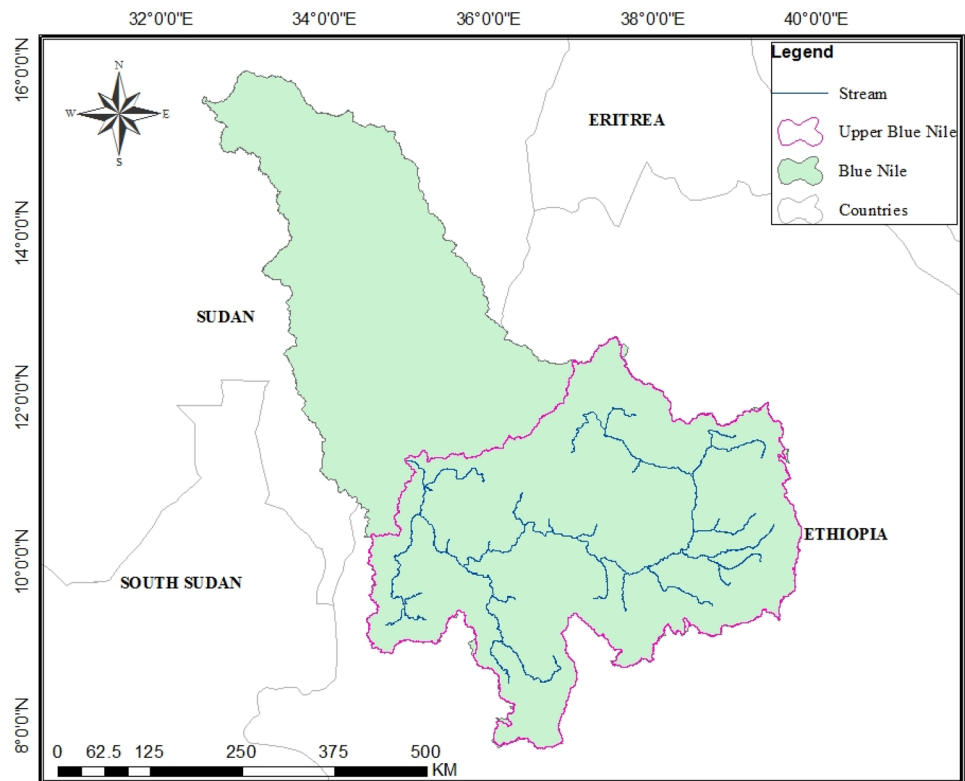 32°0'0"E 34°0'0"E 36°0'0"E 38°0'0"E 40°0'0"E
16°0'0"N
14°0'0"N
12°0'0"N
10°0'0"N
8°0'0"N
N
W E
S
Legend
Stream
Upper Blue Nile
Blue Nile
Countries
ERITREA
SUDAN
ETHIOPIA
SOUTH SUDAN
0 62.5 125 250 375 500
KM